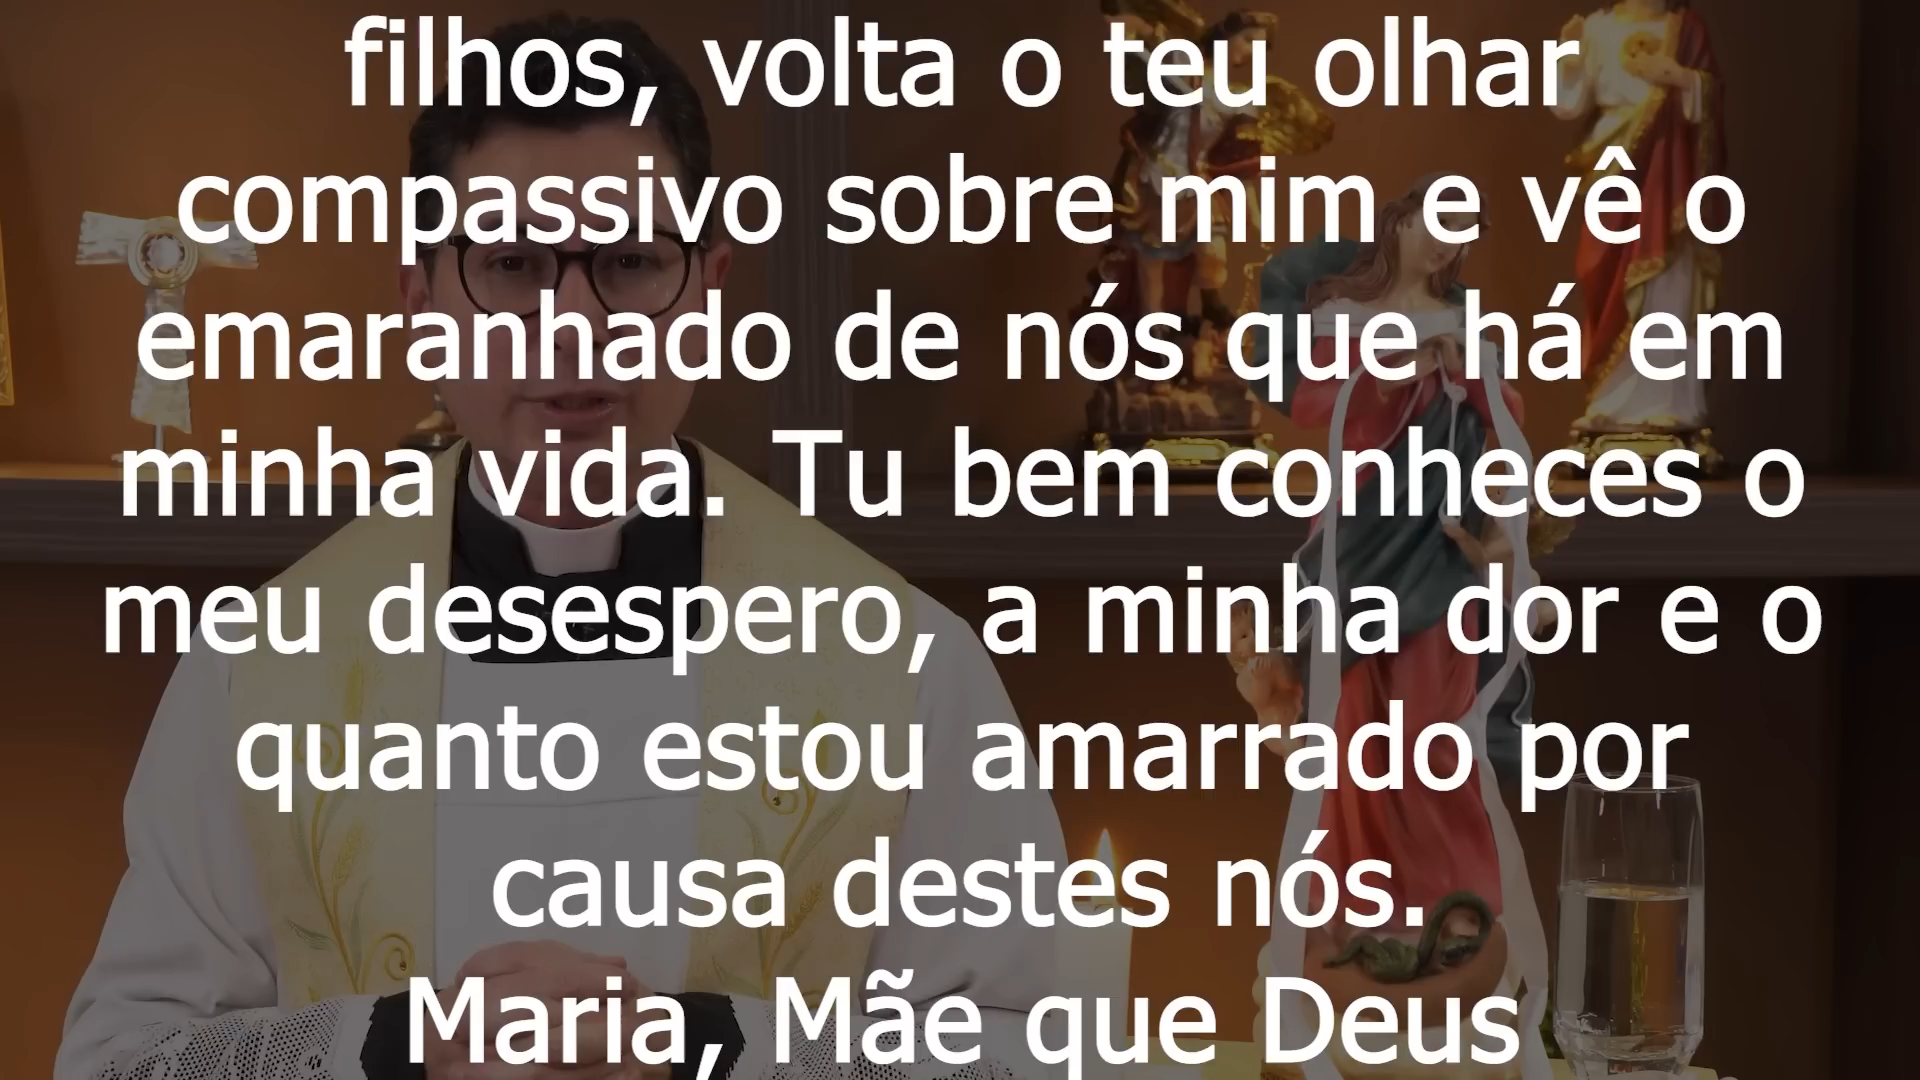 filhos, volta o teu olhar
compassivo sobre mim e vê o
emaranhado de nós que há em
minha vida. Tu bem conheces o
meu desespero, a minha dor e o
quanto estou amarrado por
causa destes nós.
Maria, Mãe que Deus